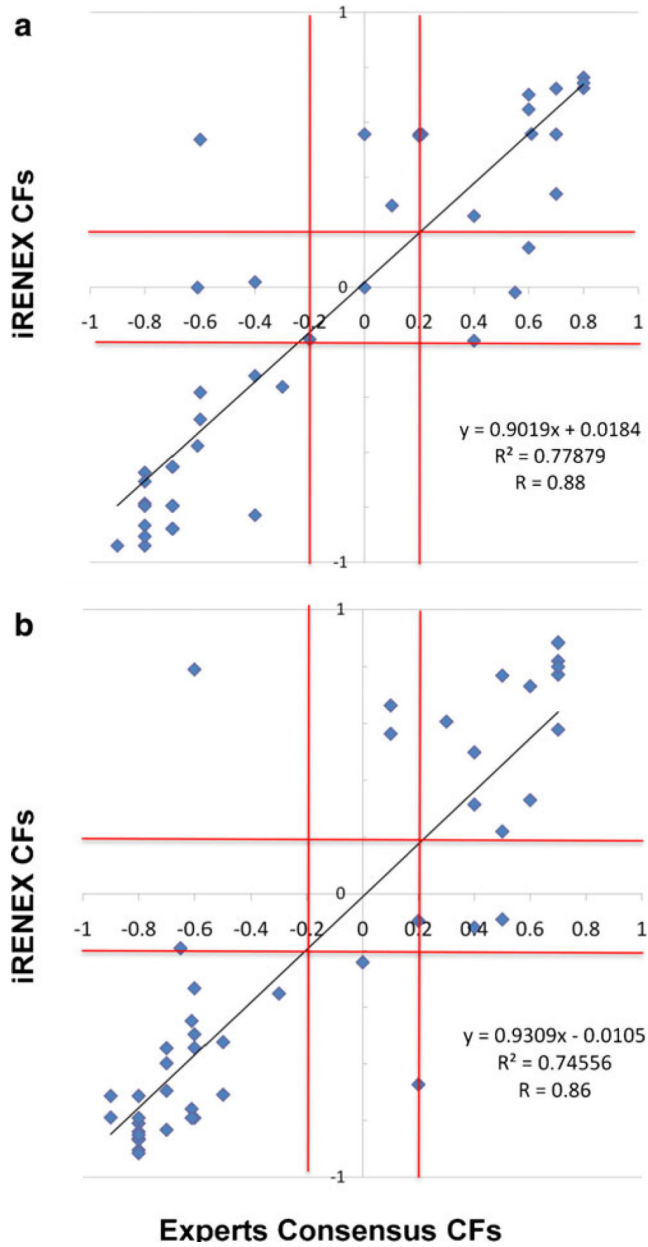 a
1
iRENEX CFs
0
-1 -0.8 -0.6 -0.4 -0.2 0 0.2 0.4 0.6 0.8 1
y = 0.9019x + 0.0184
R² = 0.77879
R = 0.88
-1
b
1
iRENEX CFs
0
-1 -0.8 -0.6 -0.4 -0.2 0 0.2 0.4 0.6 0.8 1
y = 0.9309x - 0.0105
R² = 0.74556
R = 0.86
-1
Experts Consensus CFs